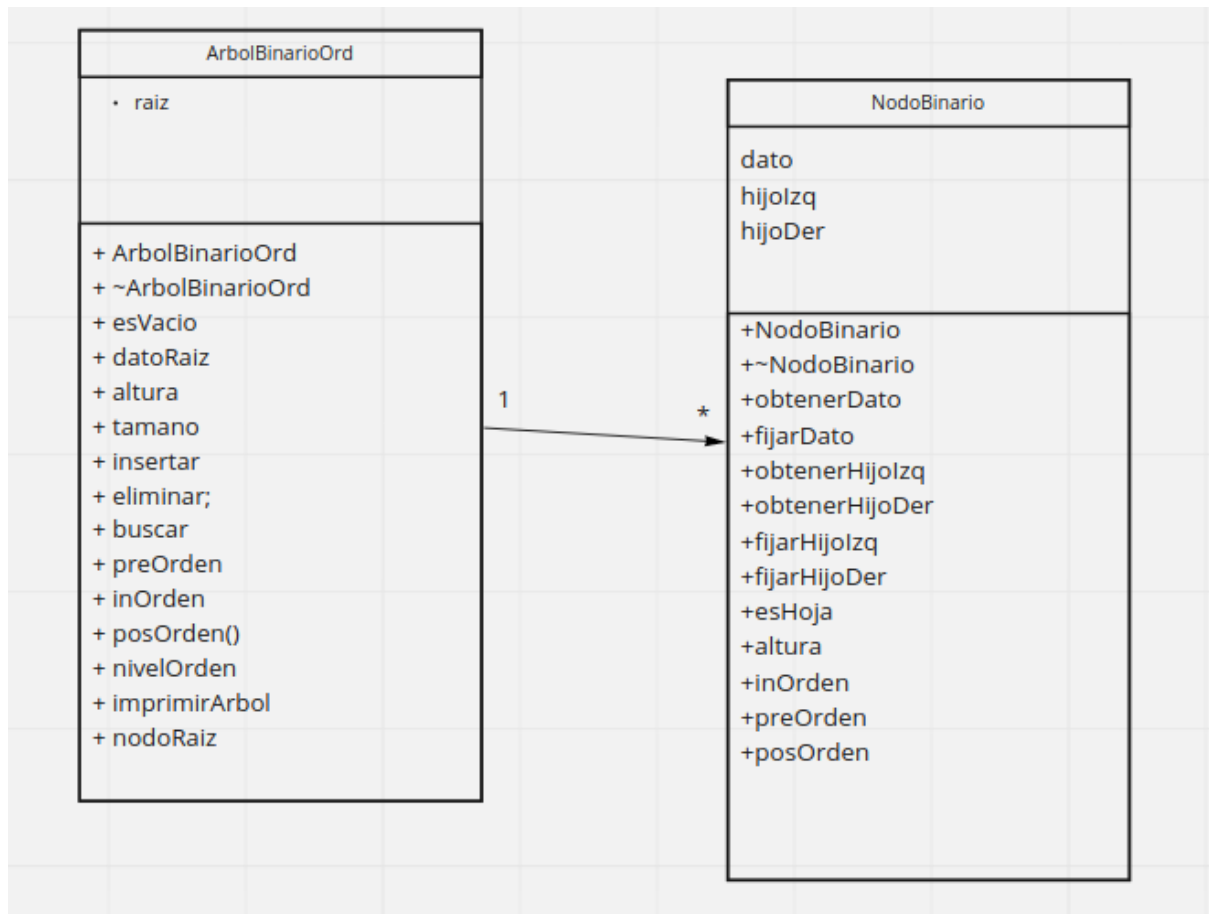 ArbolBinarioOrd
• raiz
+ ArbolBinarioOrd
+ ~ArbolBinarioOrd
+ esVacio
+ datoRaiz
+ altura
+ tamano
+ insertar
+ eliminar;
+ buscar
+ preOrden
+ inOrden
+ posOrden()
+ nivelOrden
+ imprimirArbol
+ nodoRaiz
1
*
NodoBinario
dato
hijoIzq
hijoDer
+NodoBinario
+~NodoBinario
+obtenerDato
+fijarDato
+obtenerHijoIzq
+obtenerHijoDer
+fijarHijoIzq
+fijarHijoDer
+esHoja
+altura
+inOrden
+preOrden
+posOrden